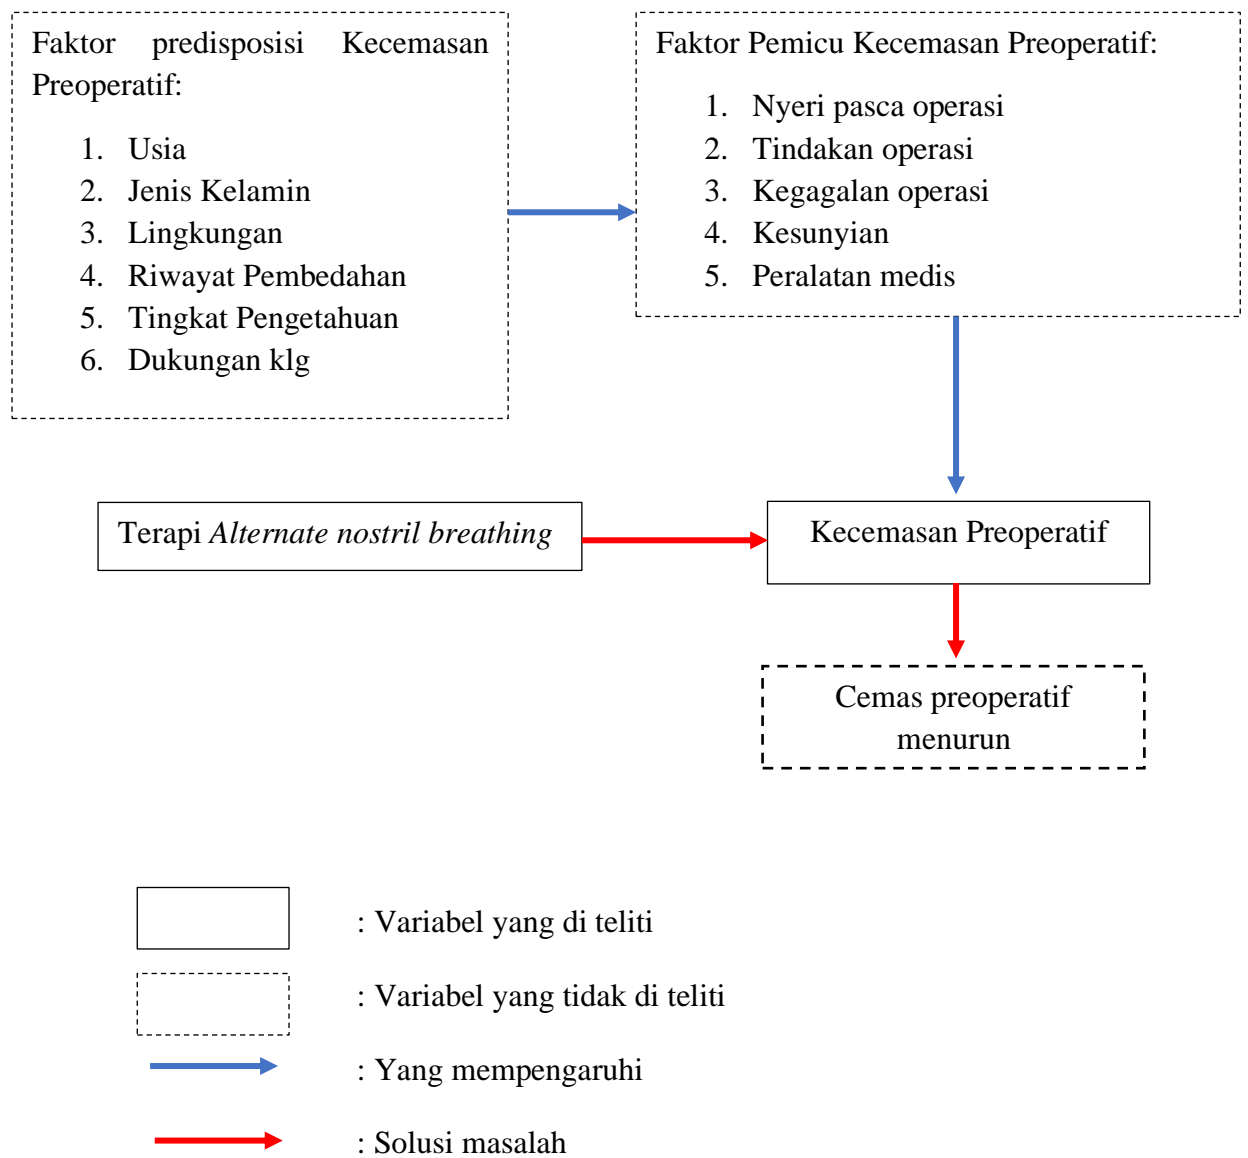 Faktor predisposisi Kecemasan
Preoperatif:
1. Usia
2. Jenis Kelamin
3. Lingkungan
4. Riwayat Pembedahan
5. Tingkat Pengetahuan
6. Dukungan klg
Faktor Pemicu Kecemasan Preoperatif:
1. Nyeri pasca operasi
2. Tindakan operasi
3. Kegagalan operasi
4. Kesunyian
5. Peralatan medis
Terapi Alternate nostril breathing
Kecemasan Preoperatif
Cemas preoperatif
menurun
: Variabel yang di teliti
: Variabel yang tidak di teliti
: Yang mempengaruhi
: Solusi masalah